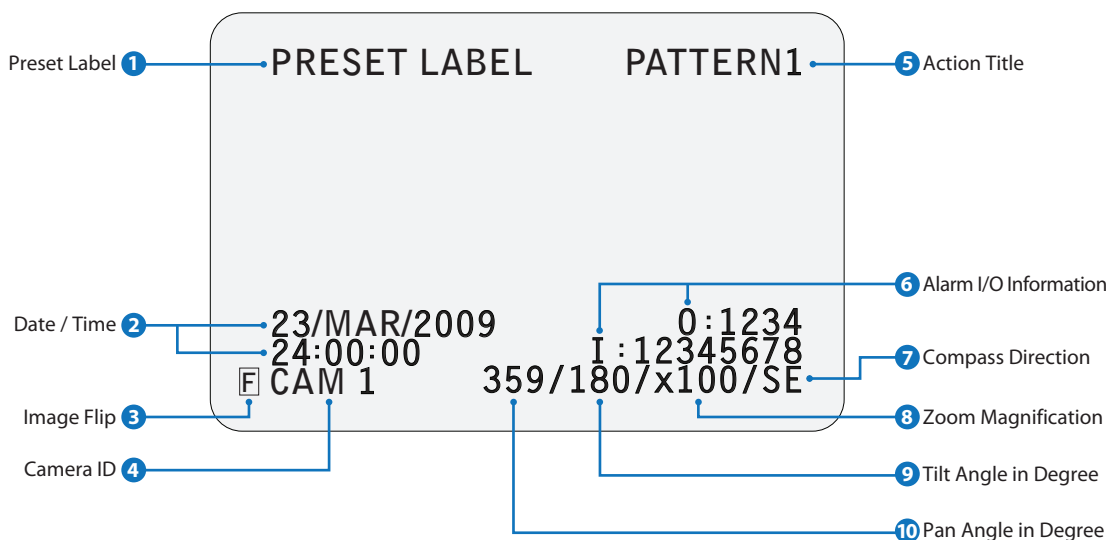 Preset Label 1 PRESET LABEL PATTERN1 5 Action Title
6 Alarm I/O Information
Date / Time 2 23/MAR/2009 O:1234
24:00:00 I:12345678
7 Compass Direction
F CAM 1 359/180/x100/SE
Image Flip 3 8 Zoom Magnification
Camera ID 4 9 Tilt Angle in Degree
10 Pan Angle in Degree